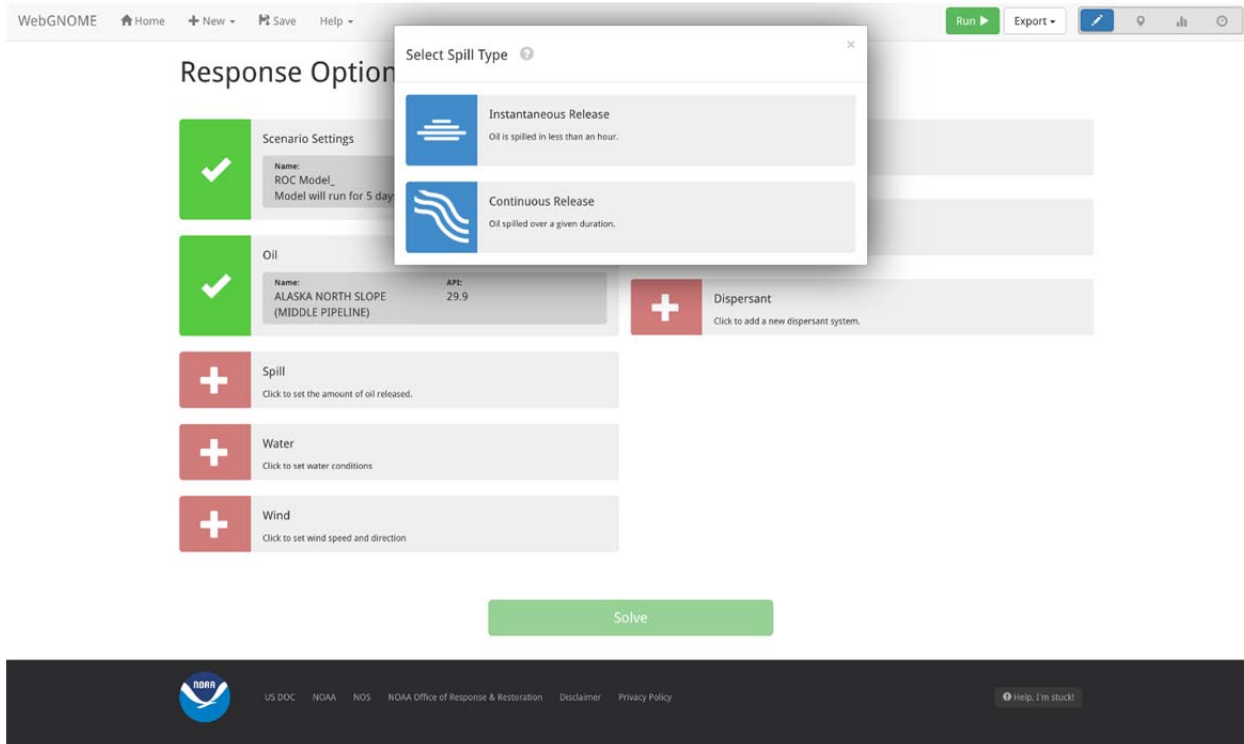 WebGNOME Home New Save Help Run Export
Response Option
Select Spill Type ?
×
Instantaneous Release
Oil is spilled in less than an hour.
Continuous Release
Oil spilled over a given duration.
Scenario Settings
Name:
ROC Model_
Model will run for 5 day
Oil
Name: API:
ALASKA NORTH SLOPE 29.9
(MIDDLE PIPELINE)
Spill
Click to set the amount of oil released.
Water
Click to set water conditions
Wind
Click to set wind speed and direction
Dispersant
Click to add a new dispersant system.
Solve
NOAA
US DOC NOAA NOS NOAA Office of Response & Restoration Disclaimer Privacy Policy
Help, I'm stuck!